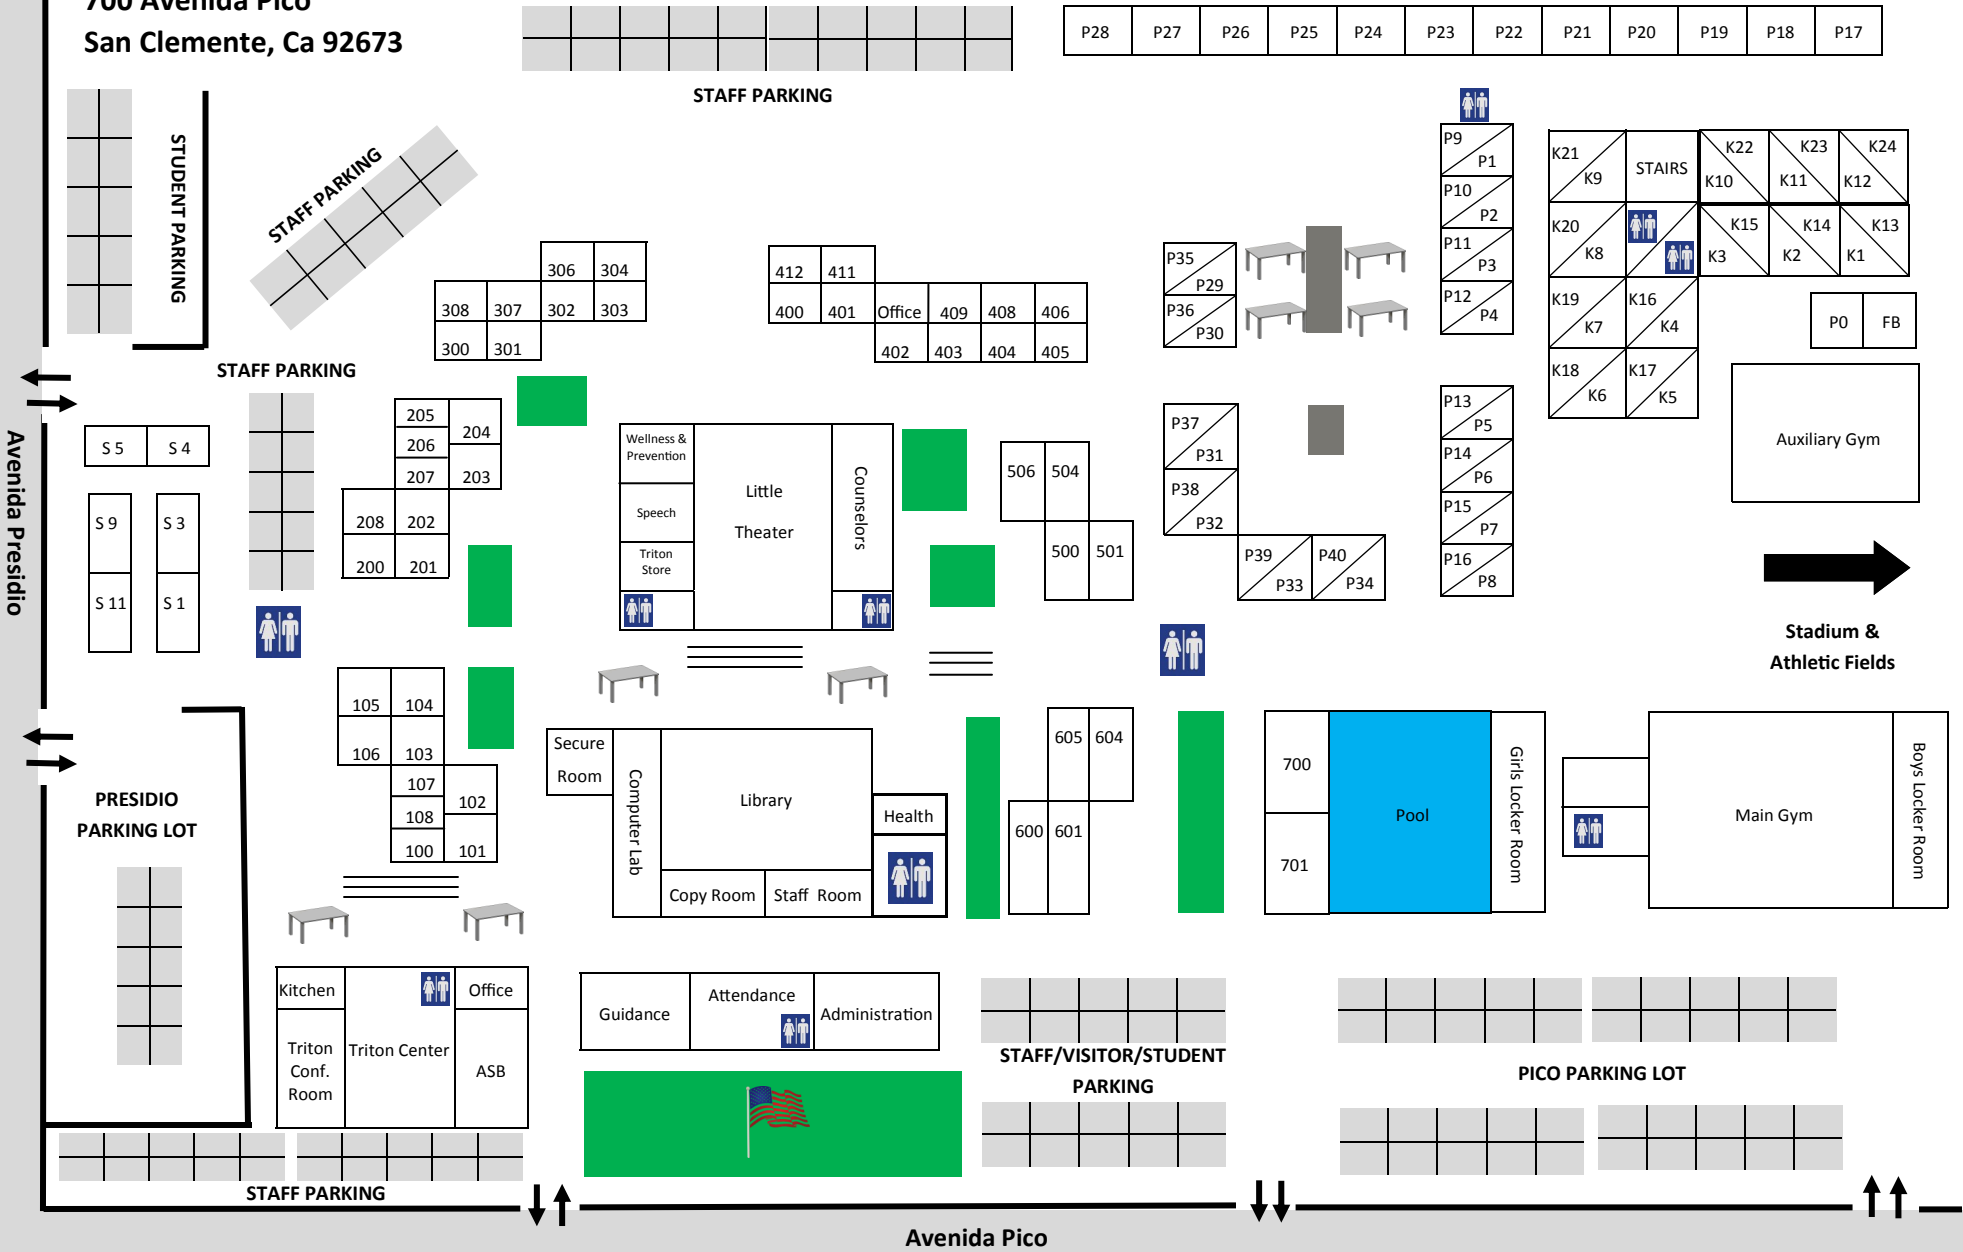 700 Avenida Pico
San Clemente, Ca 92673
P28 P27 P26 P25 P24 P23 P22 P21 P20 P19 P18 P17
STAFF PARKING
STUDENT PARKING
STAFF PARKING
P9
P1
P10
P2
P11
P3
P12
P4
K21
K9
STAIRS
K22
K10
K23
K11
K24
K12
K20
K8
K15
K3
K14
K2
K13
K1
K19
K7
K16
K4
K18
K6
K17
K5
P0 FB
306 304
308 307 302 303
300 301
412 411
400 401 Office 409 408 406
402 403 404 405
P35
P29
P36
P30
STAFF PARKING
205
204
206
207 203
208 202
200 201
S 5 S 4
S 9 S 3
S 11 S 1
Avenida Presidio
Wellness &
Prevention
Speech
Triton
Store
Little
Theater
Counselors
506 504
500 501
P37
P31
P38
P32
P39
P33
P40
P34
P13
P5
P14
P6
P15
P7
P16
P8
Auxiliary Gym
Stadium &
Athletic Fields
105 104
106 103
107
102
108
100 101
Secure
Room
Computer Lab
Library
Health
Copy Room Staff Room
605 604
600 601
700
701
Pool
Girls Locker Room
Main Gym
Boys Locker Room
PRESIDIO
PARKING LOT
Kitchen
Triton
Conf.
Room
Triton Center
Office
ASB
Guidance
Attendance
Administration
STAFF/VISITOR/STUDENT
PARKING
PICO PARKING LOT
STAFF PARKING
Avenida Pico